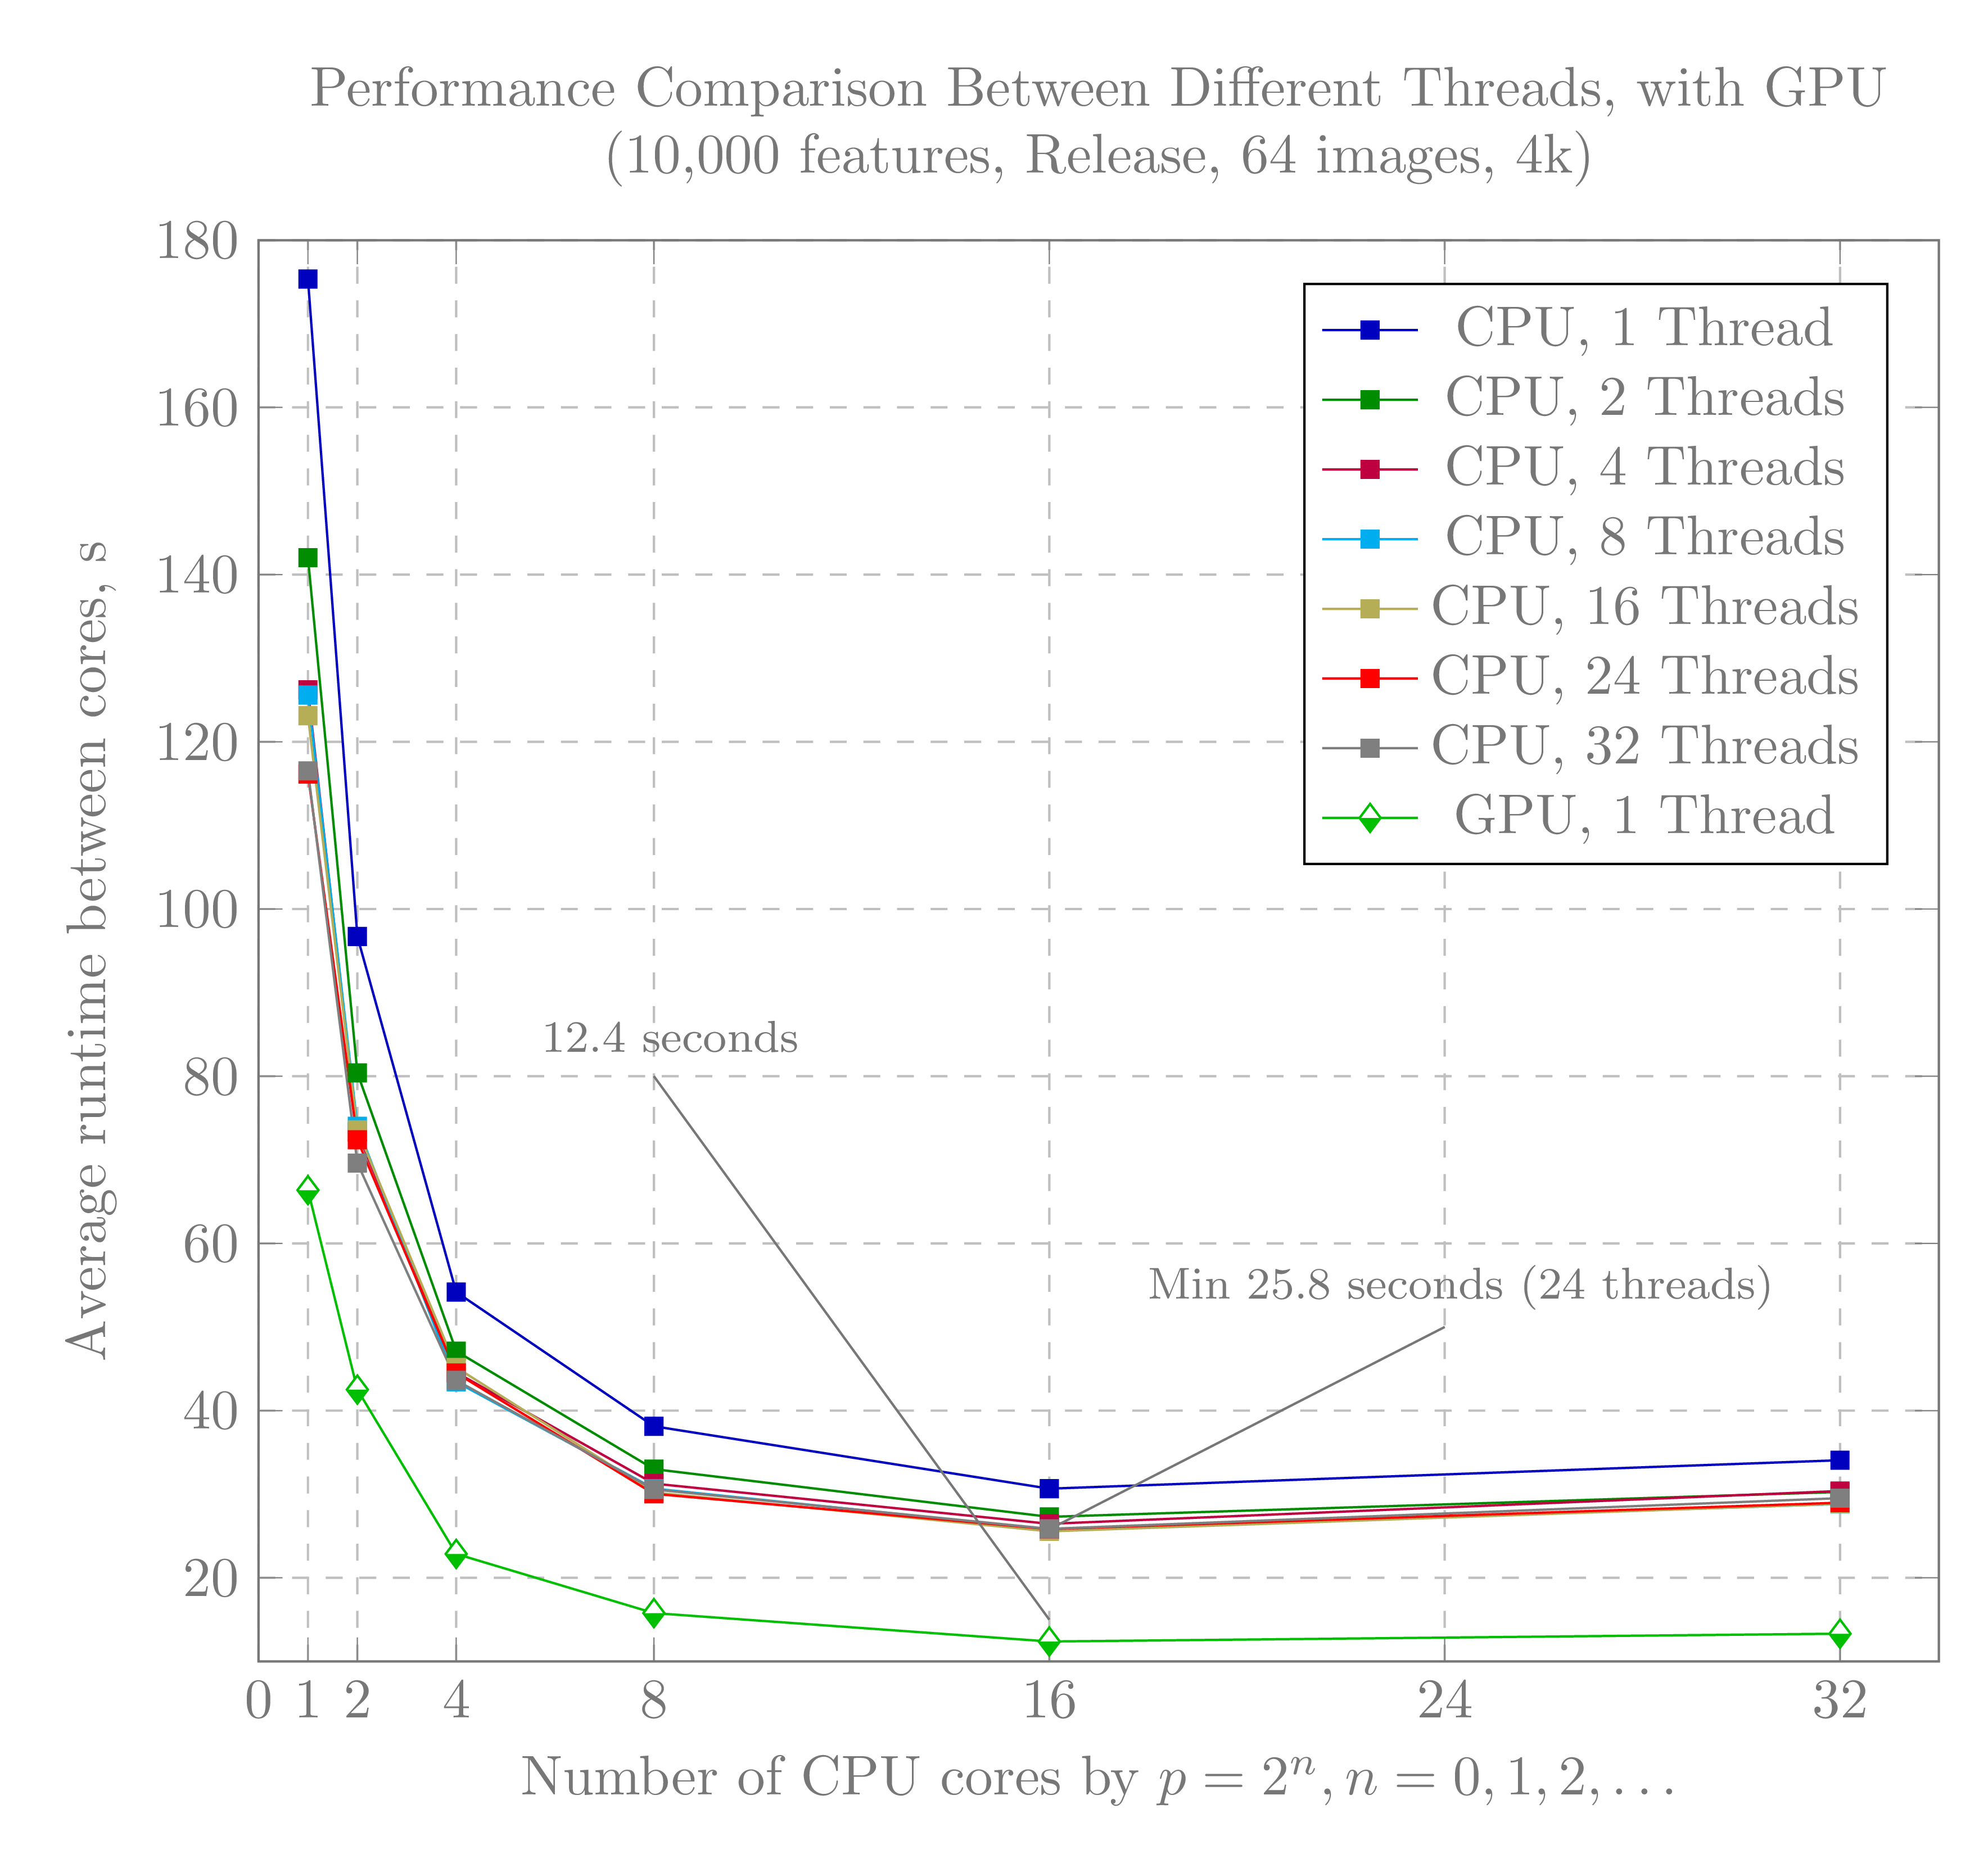 Performance Comparison Between Different Threads, with GPU
(10,000 features, Release, 64 images, 4k)
Average runtime between cores, s
180
160
140
120
100
80
60
40
20
CPU, 1 Thread
CPU, 2 Threads
CPU, 4 Threads
CPU, 8 Threads
CPU, 16 Threads
CPU, 24 Threads
CPU, 32 Threads
GPU, 1 Thread
12.4 seconds
Min 25.8 seconds (24 threads)
0 1 2 4 8 16 24 32
Number of CPU cores by p = 2ⁿ, n = 0, 1, 2, . . .